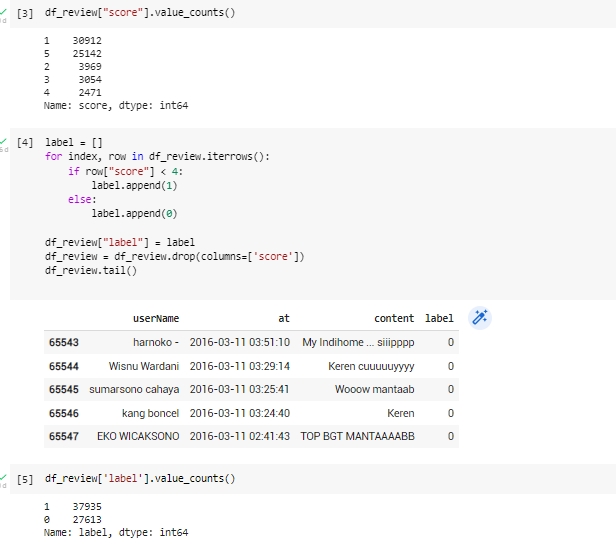 [3] df_review["score"].value_counts()
1 30912
5 25142
2 3969
3 3054
4 2471
Name: score, dtype: int64
[4] label = []
for index, row in df_review.iterrows():
if row["score"] < 4:
label.append(1)
else:
label.append(0)
df_review["label"] = label
df_review = df_review.drop(columns=['score'])
df_review.tail()
userName at content label
65543 harnoko - 2016-03-11 03:51:10 My Indihome ... siiipppp 0
65544 Wisnu Wardani 2016-03-11 03:29:14 Keren cuuuuuyyyy 0
65545 sumarsono cahaya 2016-03-11 03:25:41 Wooow mantaab 0
65546 kang boncel 2016-03-11 03:24:40 Keren 0
65547 EKO WICAKSONO 2016-03-11 02:41:43 TOP BGT MANTAAAABB 0
[5] df_review['label'].value_counts()
1 37935
0 27613
Name: label, dtype: int64